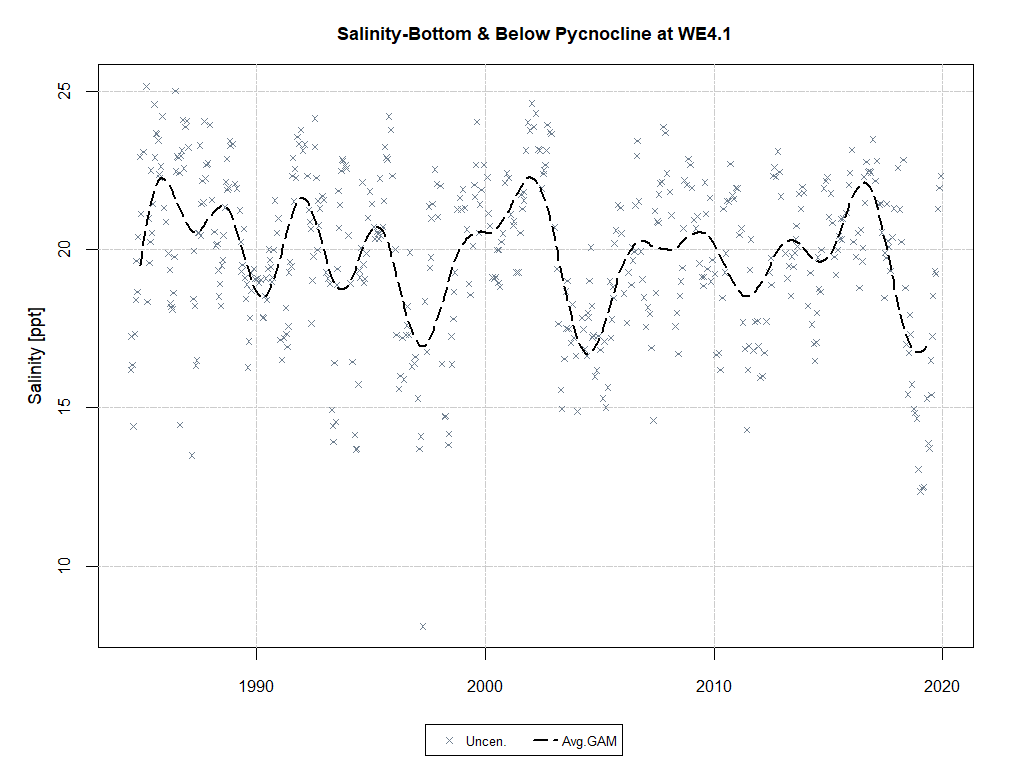 Salinity-Bottom & Below Pycnocline at WE4.1
25
20
15
10
Salinity [ppt]
1990
2000
2010
2020
Uncen.
Avg.GAM